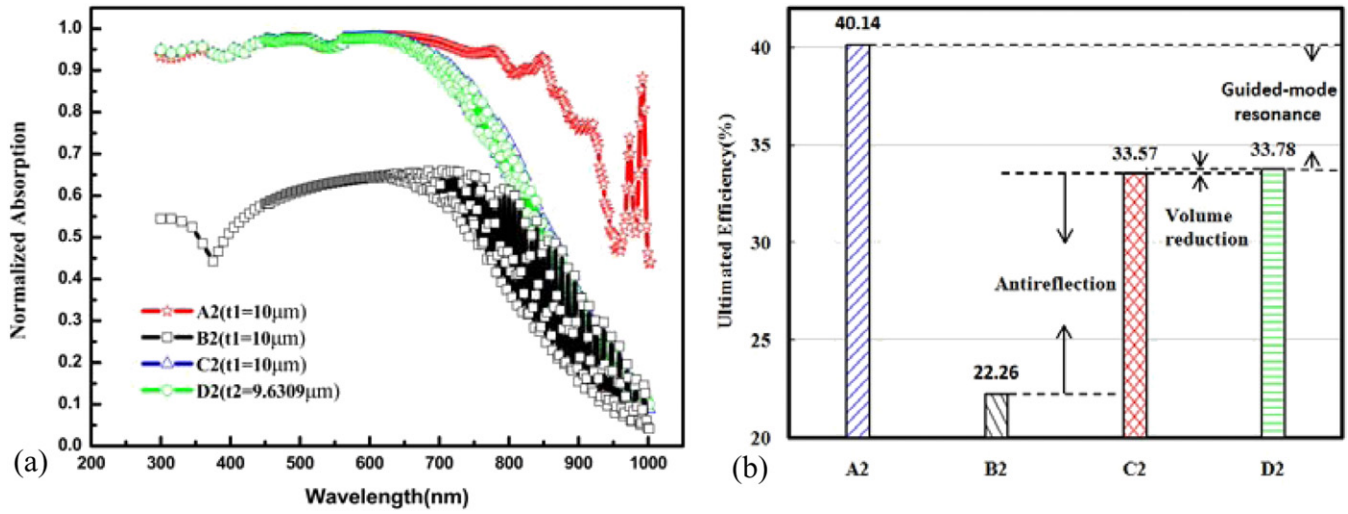 1.0
0.9
0.8
0.7
0.6
0.5
0.4
0.3
0.2
0.1
0.0
Normalized Absorption
A2(t1=10μm)
B2(t1=10μm)
C2(t1=10μm)
D2(t2=9.6309μm)
200 300 400 500 600 700 800 900 1000
Wavelength(nm)
(a)
40
35
30
25
20
Ultimated Efficiency(%)
40.14
22.26
33.57
33.78
Guided-mode
resonance
Volume
reduction
Antireflection
A2 B2 C2 D2
(b)